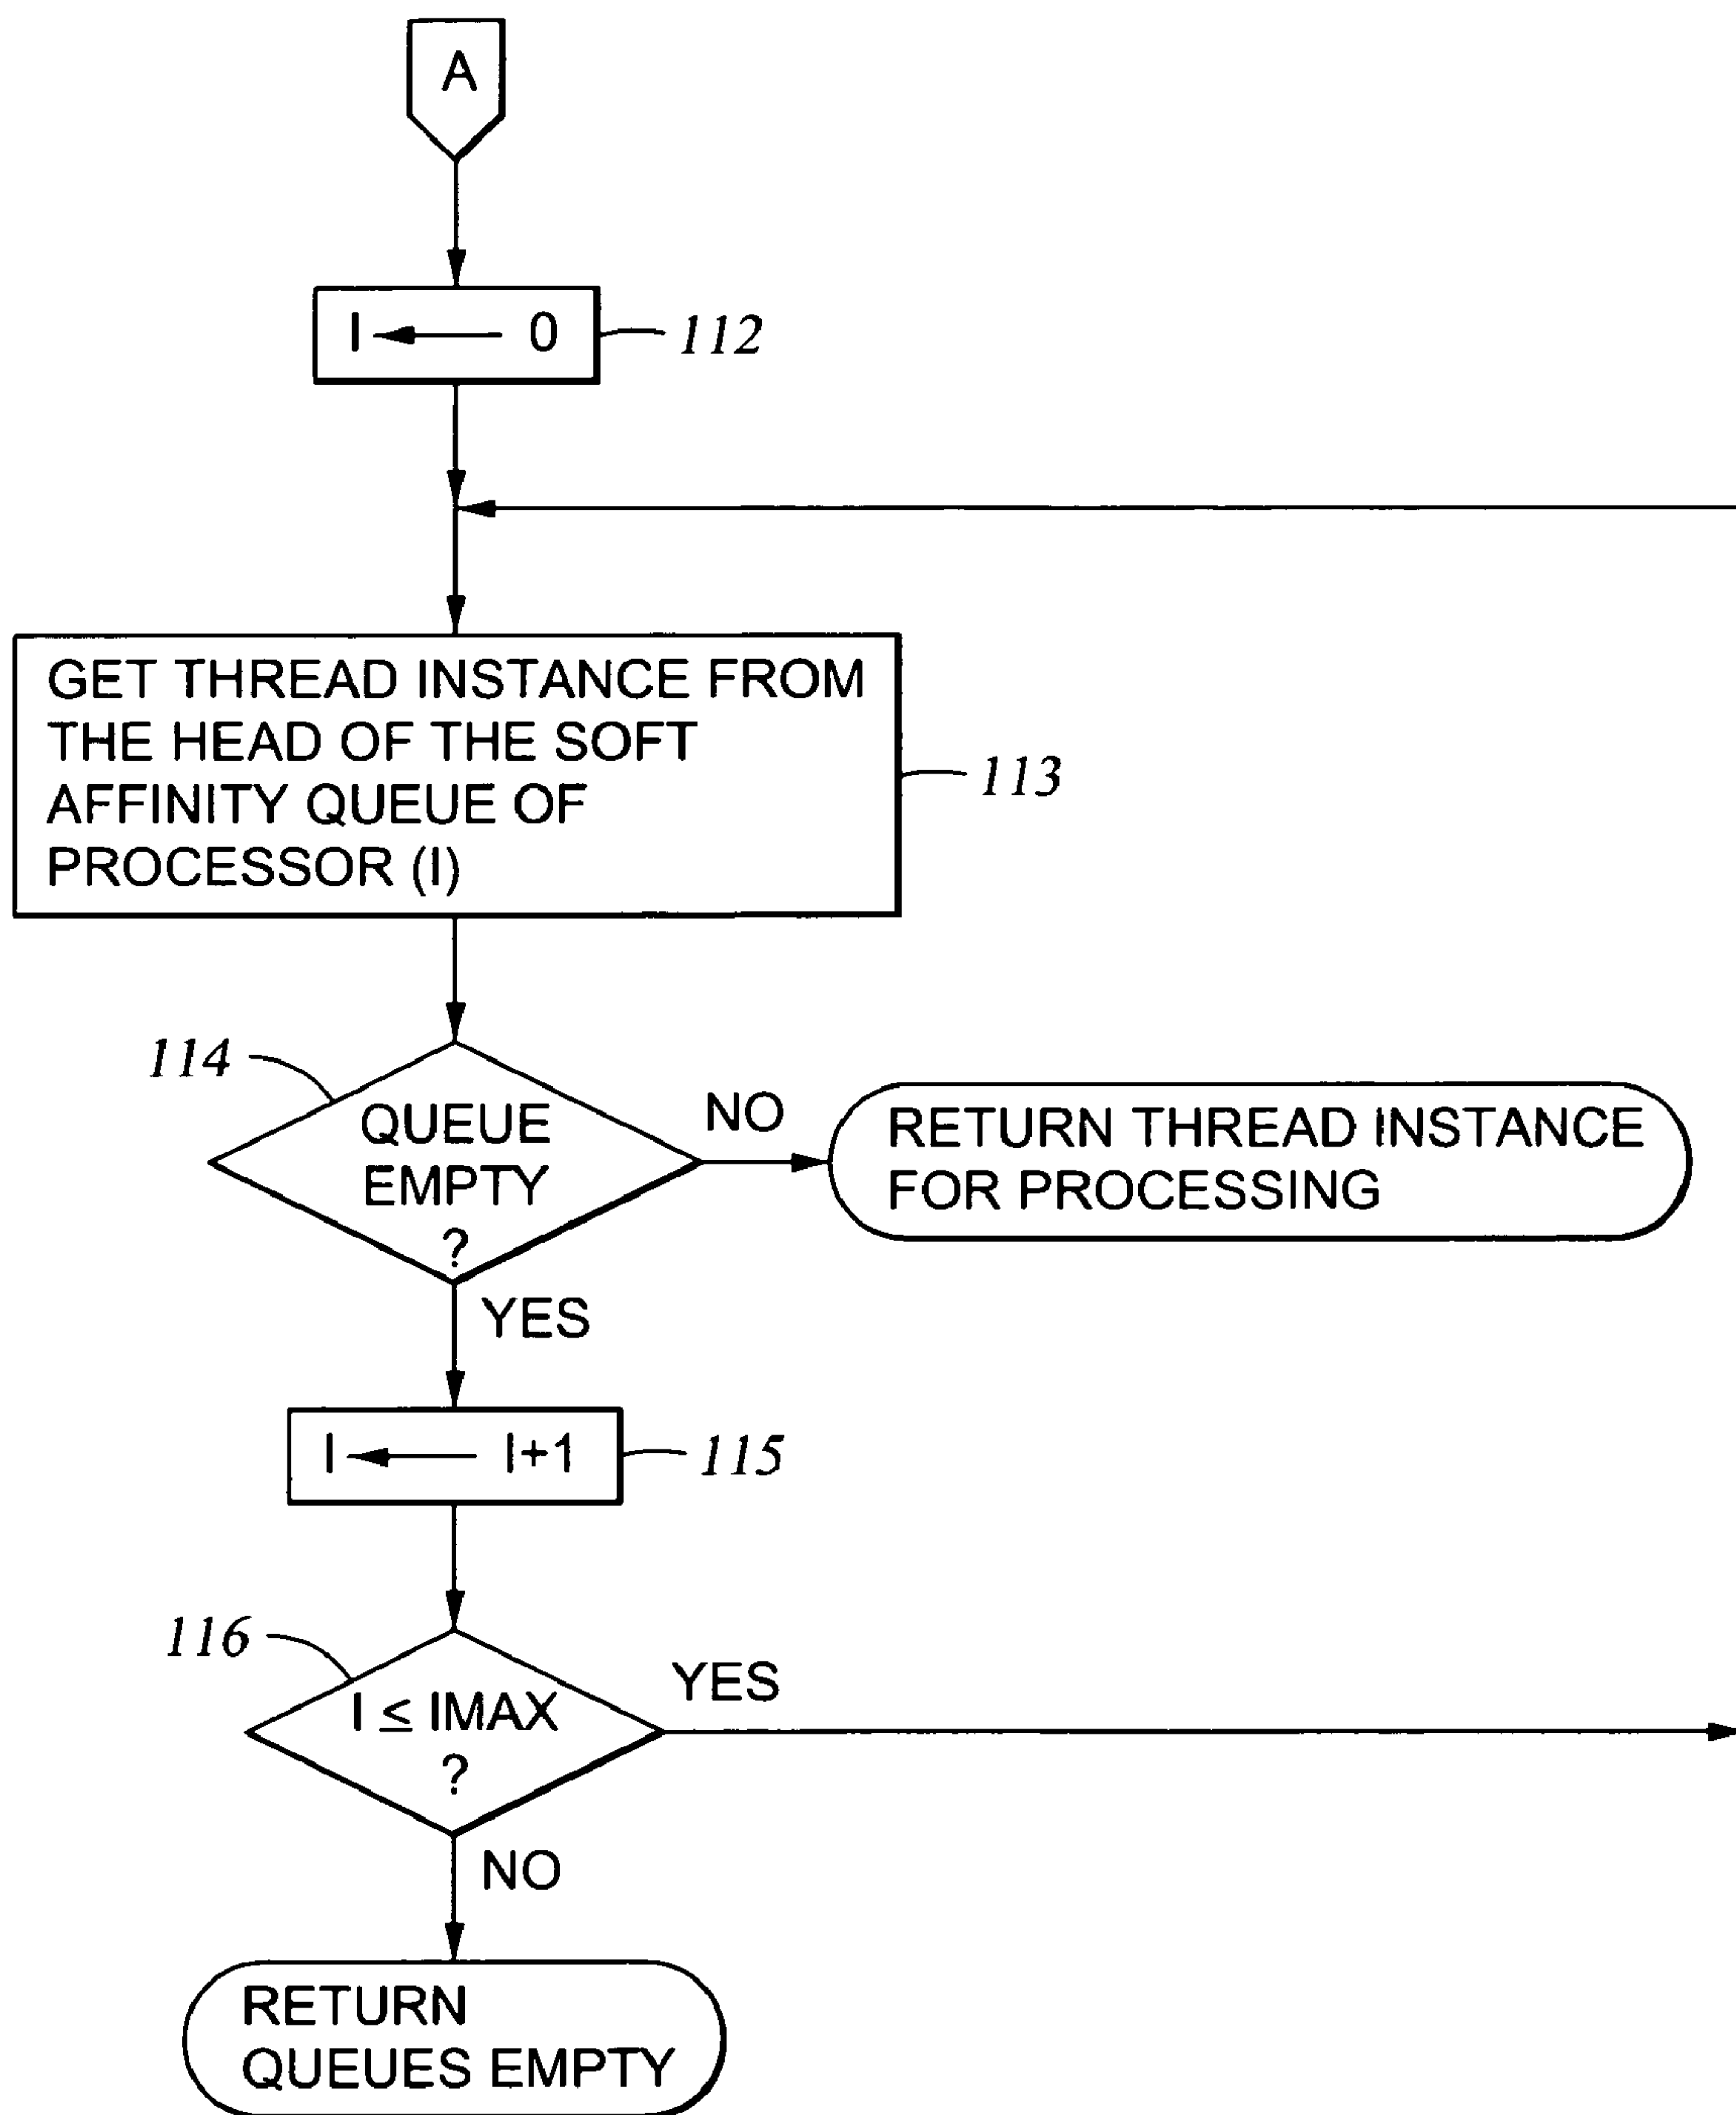 A
I ← 0
112
GET THREAD INSTANCE FROM
THE HEAD OF THE SOFT
AFFINITY QUEUE OF
PROCESSOR (I)
113
114
QUEUE
EMPTY
?
NO
RETURN THREAD INSTANCE
FOR PROCESSING
YES
I ← I+1
115
116
I ≤ IMAX
?
YES
NO
RETURN
QUEUES EMPTY